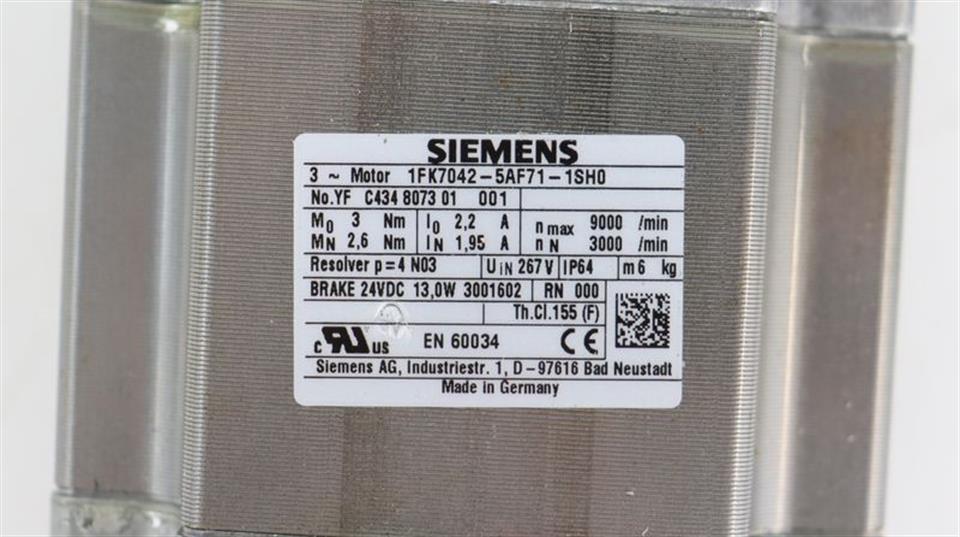 SIEMENS
3 ~ Motor 1FK7042-5AF71-1SH0
No.YF C434 8073 01 001
M0 3 Nm I0 2,2 A n max 9000 /min
MN 2,6 Nm IN 1,95 A n N 3000 /min
Resolver p=4 N03 UiN 267 V IP64 m 6 kg
BRAKE 24VDC 13,0W 3001602 RN 000
Th.Cl.155 (F)
c RU US EN 60034 CE
Siemens AG, Industriestr. 1, D-97616 Bad Neustadt
Made in Germany